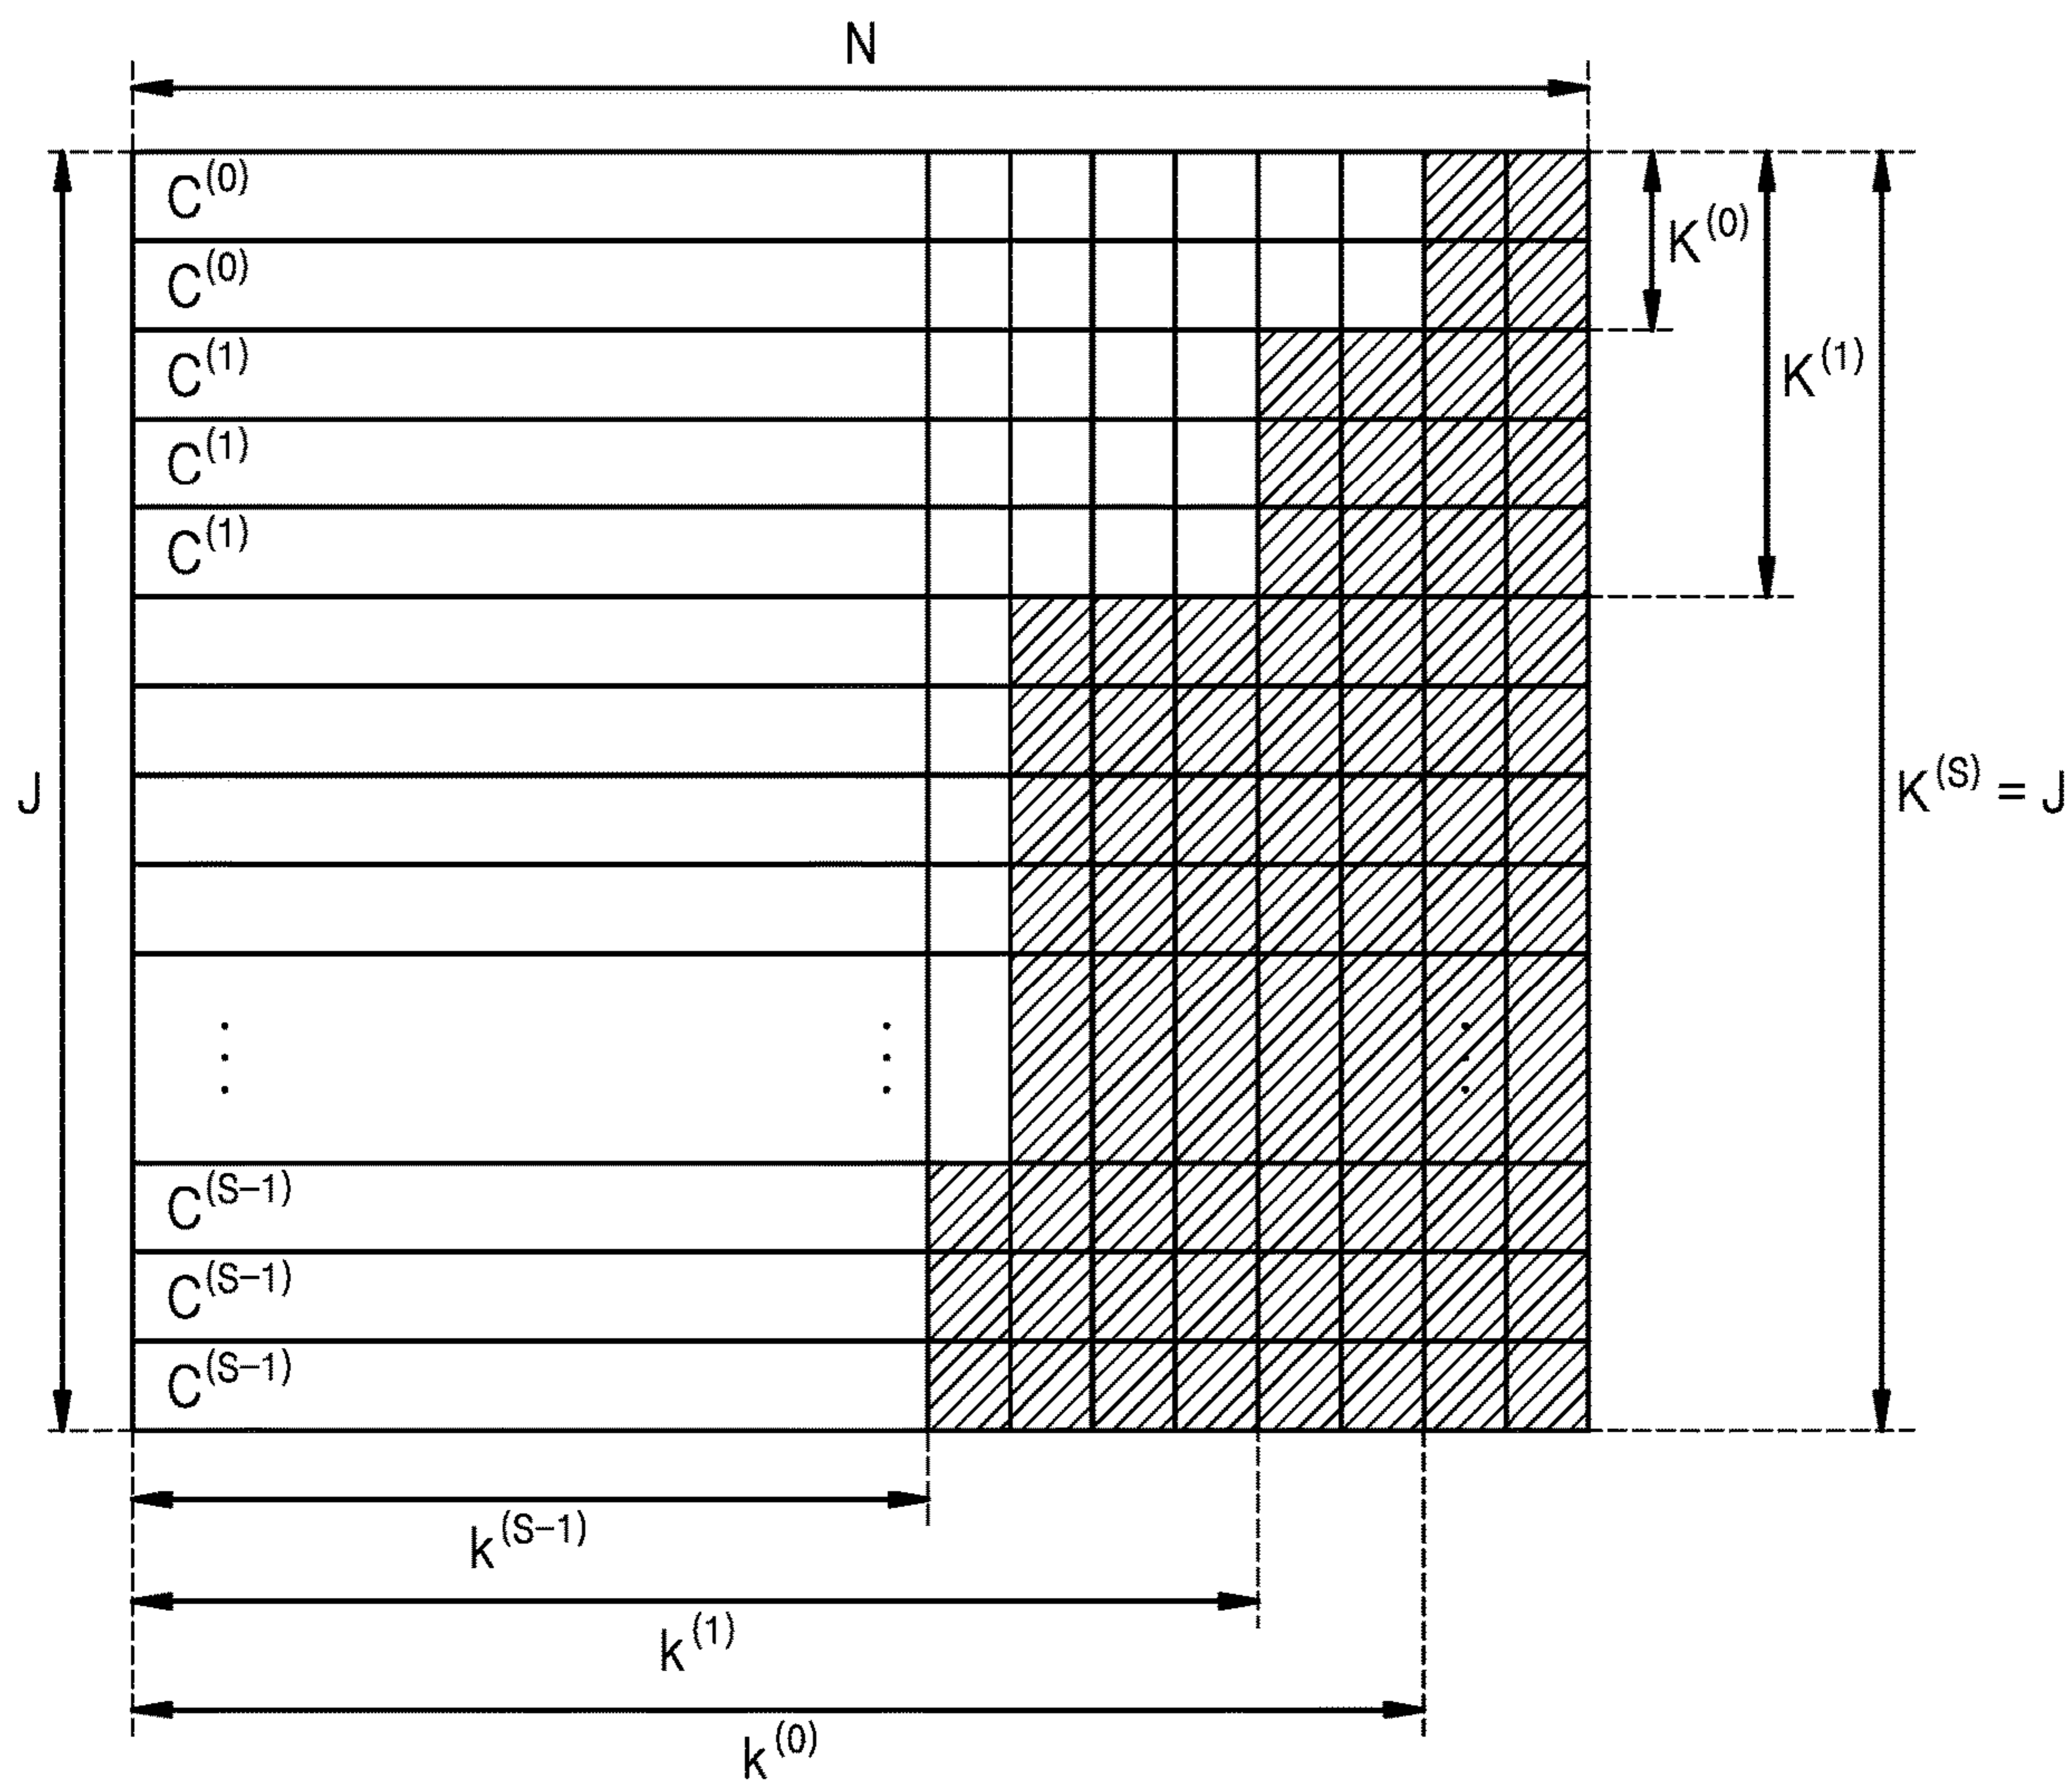 N
C^(0)
C^(0)
K^(0)
C^(1)
K^(1)
C^(1)
C^(1)
J
K^(S) = J
C^(S-1)
C^(S-1)
C^(S-1)
k^(S-1)
k^(1)
k^(0)